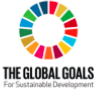 THE GLOBAL GOALS
For Sustainable Development